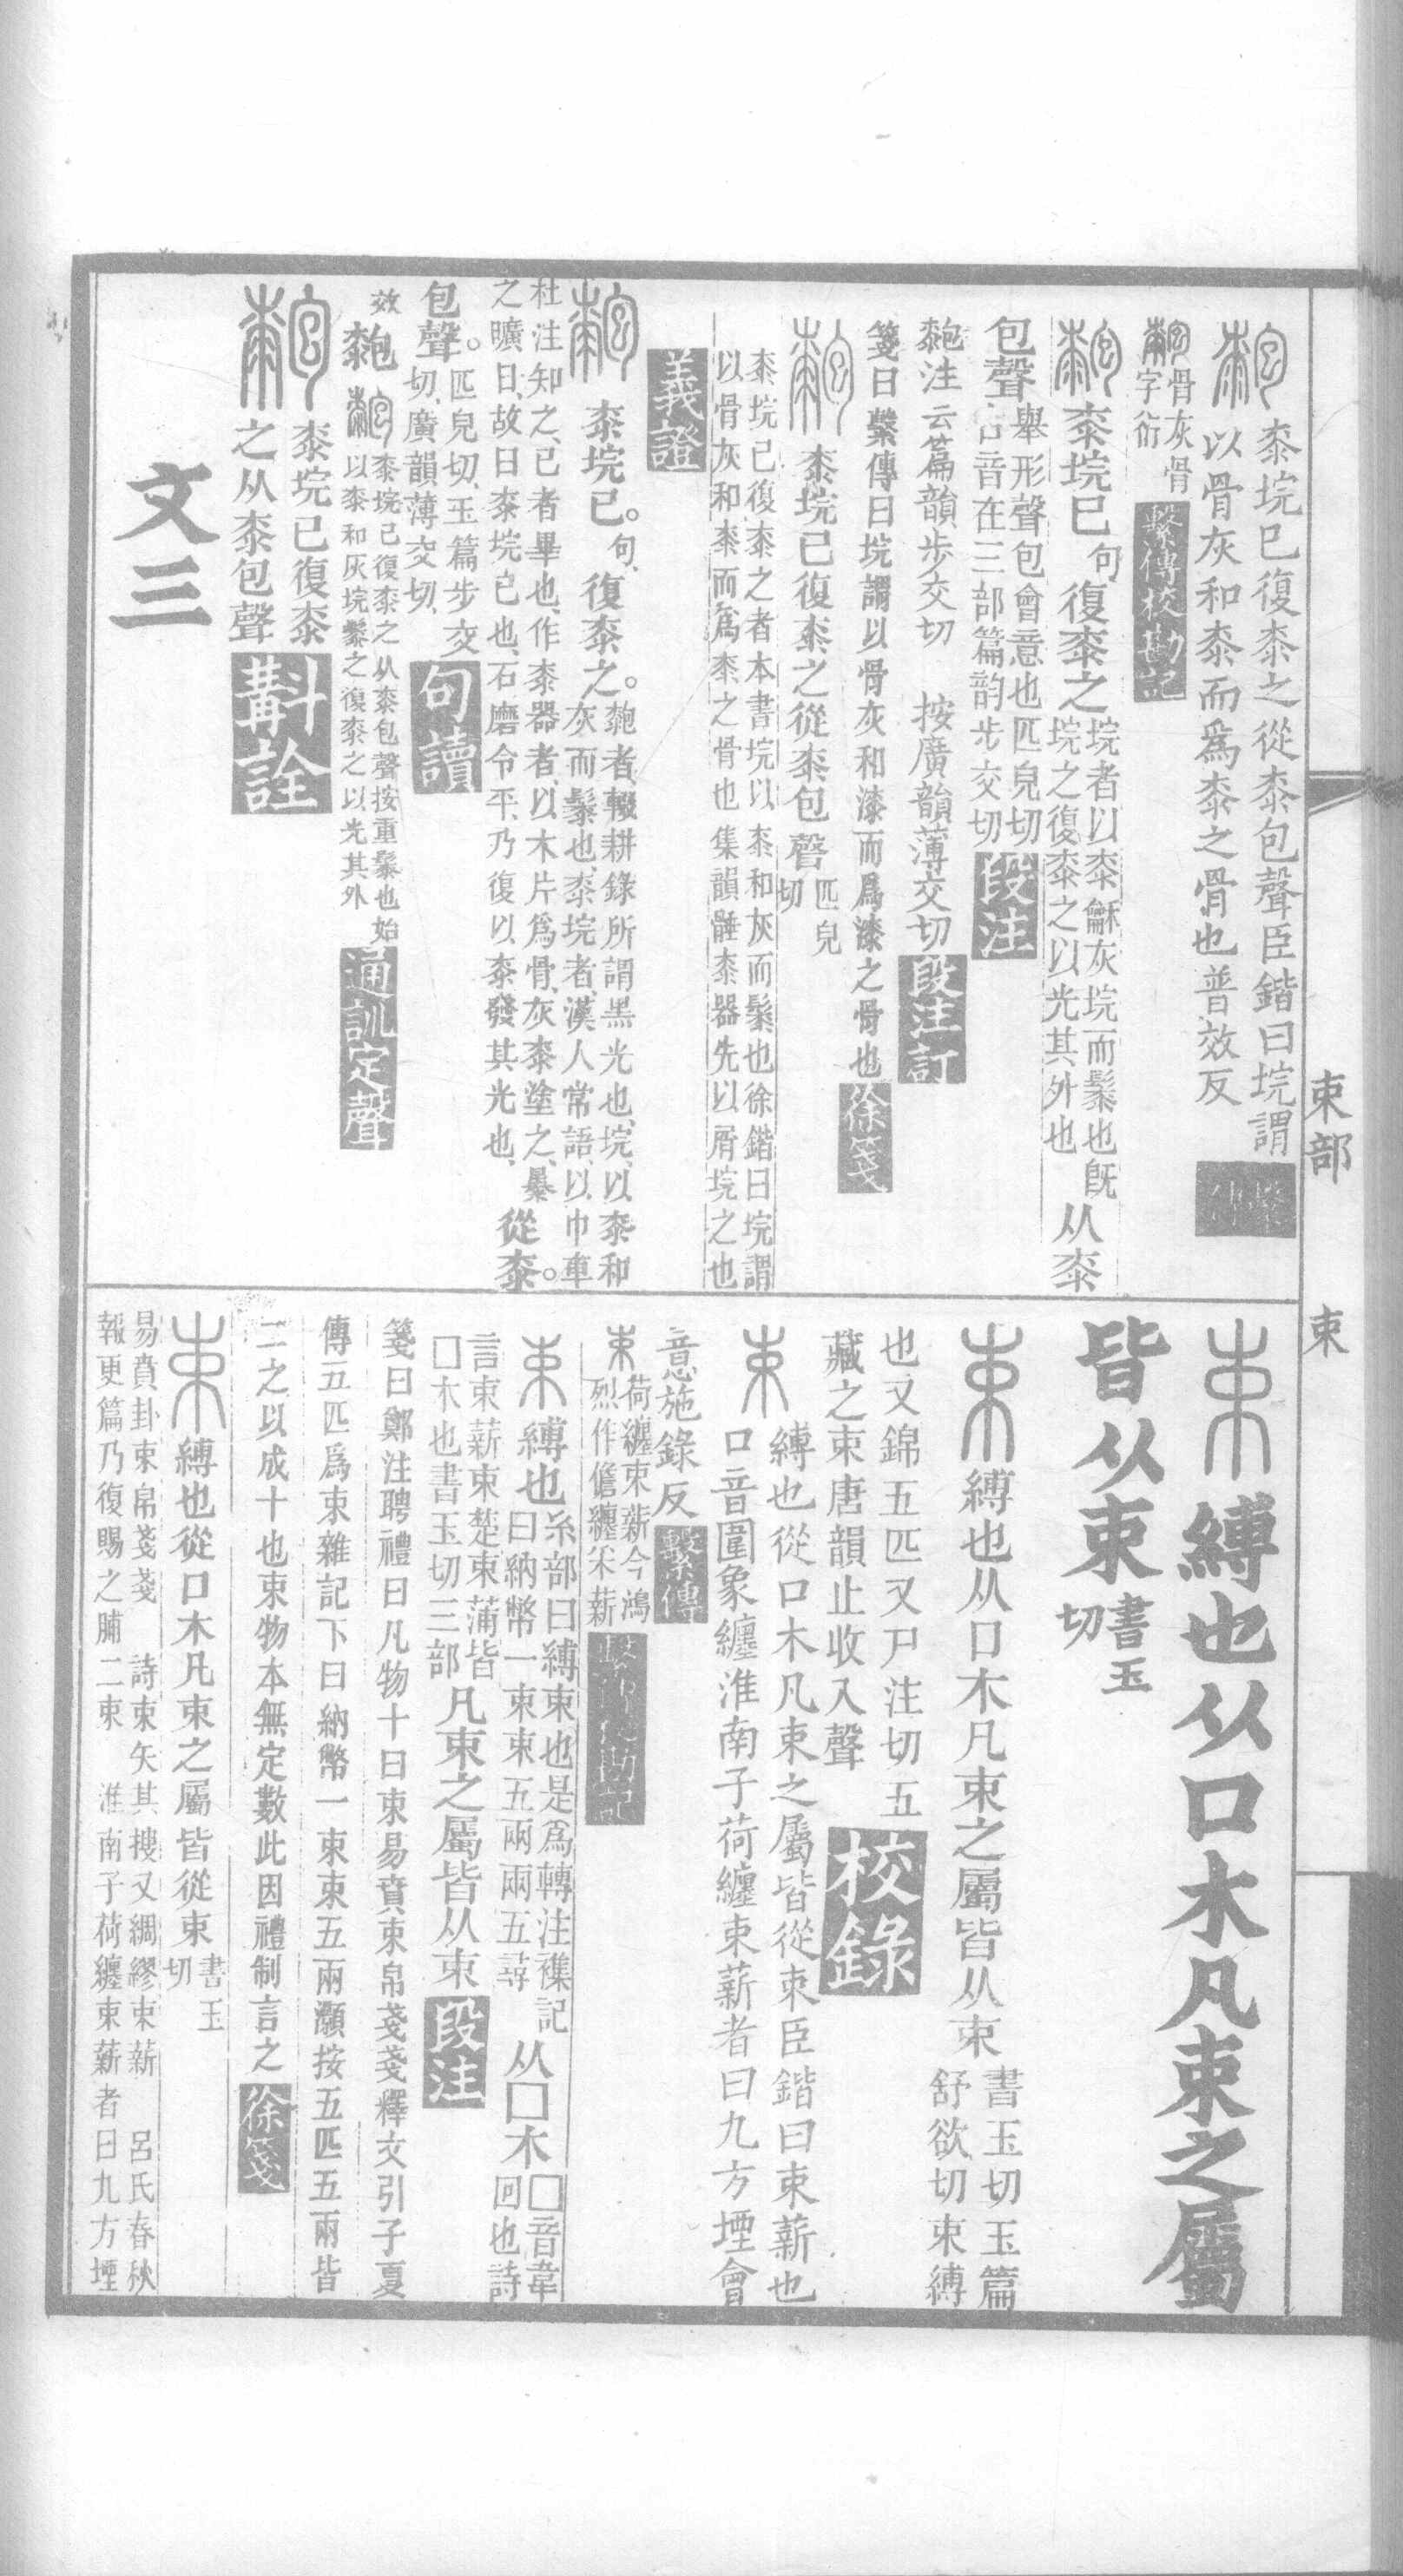 桼垸已復桼之從桼包聲臣鍇曰垸謂
以骨灰和桼而爲桼之骨也普效反
繫傳
骨灰骨
字衍
繫傳校勘記
桼垸已句復桼之
垸者以桼龢灰垸而髹也旣
垸之復桼之以光其外也
从桼
包聲
舉形聲包會意也匹皃切
古音在三部篇韵步交切
段注
䶌注云篇韻步交切 按廣韻薄交切
段注訂
箋曰繫傳曰垸謂以骨灰和漆而爲漆之骨也
徐箋
桼垸已復桼之從桼包聲
匹皃
切
桼垸已復桼之者本書垸以桼和灰而髹也徐鍇曰垸謂
以骨灰和桼而爲桼之骨也集韻䤽桼器先以屑垸之也
義證
桼垸已。句、復桼之。
䶌者、輟耕錄所謂黑光也、垸、以桼和
灰而髹也、桼垸者、漢人常語、以巾車
杜注知之、已者畢也、作桼器者、以木片爲骨、灰桼塗之、暴
之曠日、故曰桼垸已也、石磨令平、乃復以桼發其光也、
從桼。
包聲。
匹皃切、玉篇步交
切、廣韻薄交切、
句讀
效
䶌
桼垸已復桼之从桼包聲按重髹也始
以桼和灰垸髹之復桼之以光其外
通訓定聲
桼垸已復桼
之从桼包聲
斠詮
文三
束部
束
縛也从口木凡束之屬
皆从束
書玉
切
縛也从口木凡束之屬皆从束
書玉切玉篇
舒欲切束縛
也又錦五匹又尸注切五
藏之束唐韻止收入聲
校錄
縛也從口木凡束之屬皆從束臣鍇曰束薪也
口音圍象纏淮南子荷纏束薪者曰九方堙會
意施錄反
繫傳
束
荷纏束薪今鴻
烈作儋纏采薪
繫傳校勘記
縛也
糸部曰縛束也是爲轉注襍記
曰納幣一束束五兩兩五尋
从囗木
囗音韋
回也詩
言束薪束楚束蒲皆
囗木也書玉切三部
凡束之屬皆从束
段注
箋曰鄭注聘禮曰凡物十曰束易賁束帛戔戔釋文引子夏
傳五匹爲束雜記下曰納幣一束束五兩灝按五匹五兩皆
二之以成十也束物本無定數此因禮制言之
徐箋
縛也從口木凡束之屬皆從束
書玉
切
易賁卦束帛戔戔 詩束矢其搜又綢繆束薪 呂氏春秋
報更篇乃復賜之脯二束 淮南子荷纏束薪者曰九方堙